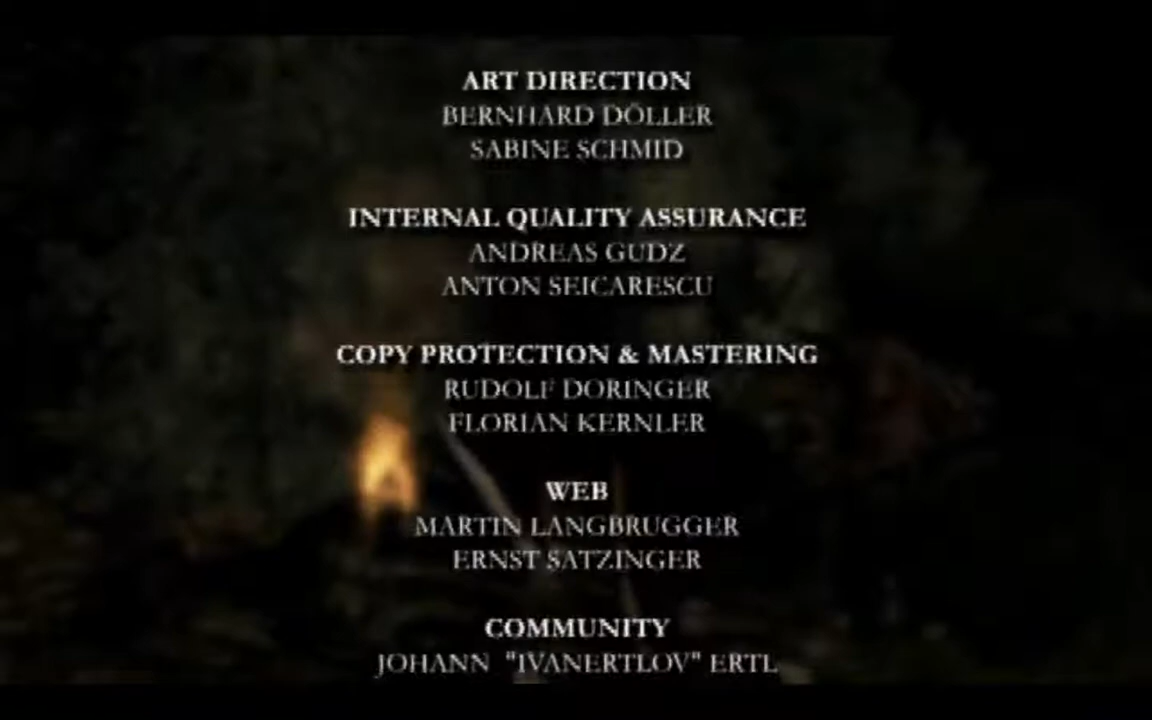 ART DIRECTION
BERNHARD DÖLLER
SABINE SCHMID
INTERNAL QUALITY ASSURANCE
ANDREAS GUDZ
ANTON SEICARESCU
COPY PROTECTION & MASTERING
RUDOLF DORINGER
FLORIAN KERNLER
WEB
MARTIN LANGBRUGGER
ERNST SATZINGER
COMMUNITY
JOHANN "IVANERTLOV" ERTL